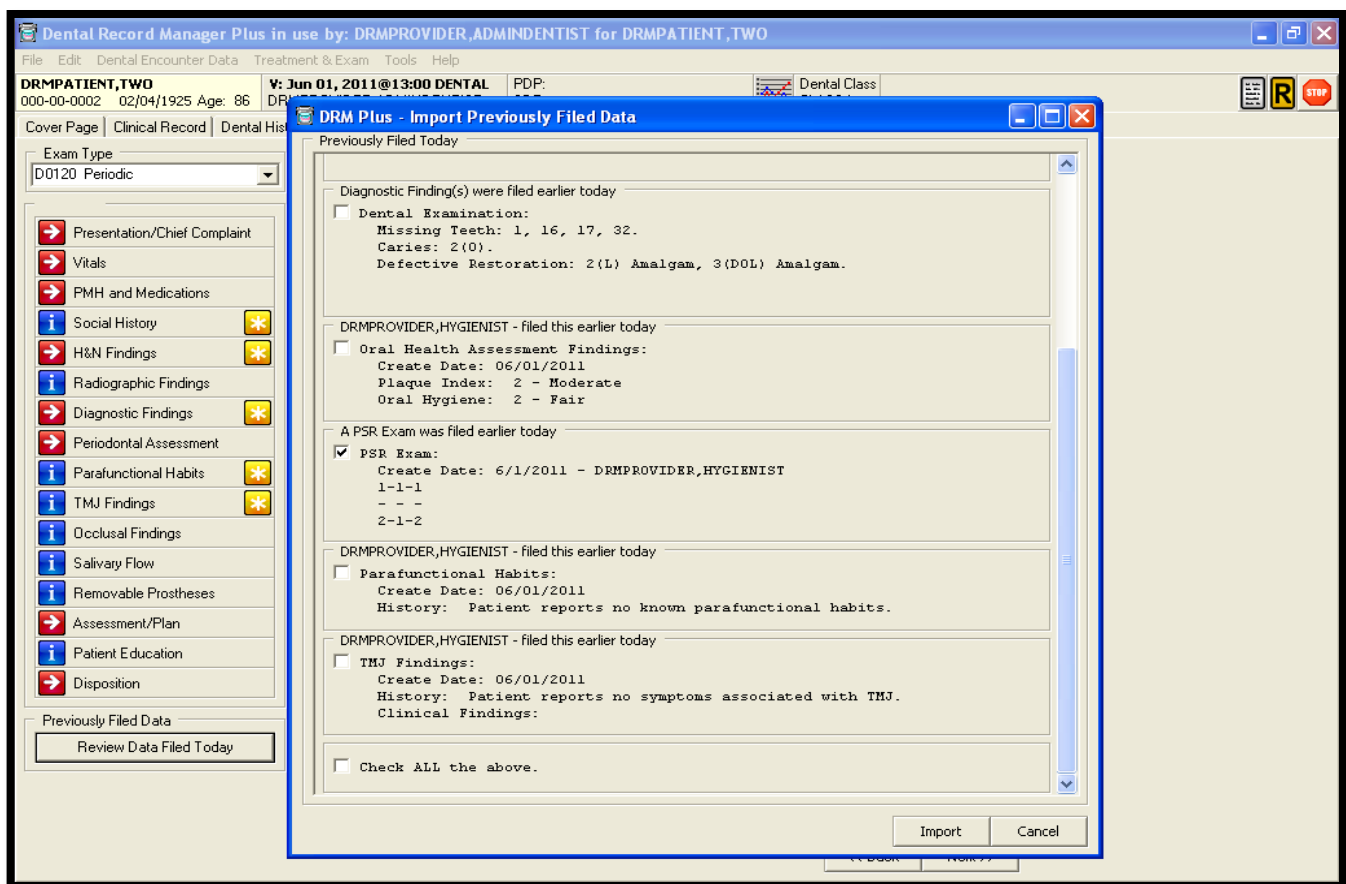 Dental Record Manager Plus in use by: DRMPROVIDER,ADMINDENTIST for DRMPATIENT,TWO
File Edit Dental Encounter Data Treatment & Exam Tools Help
DRMPATIENT,TWO
000-00-0002 02/04/1925 Age: 86
V: Jun 01, 2011@13:00 DENTAL
PDP:
Dental Class
R
STOP
Cover Page
Clinical Record
Exam Type
D0120 Periodic
Presentation/Chief Complaint
Vitals
PMH and Medications
Social History
H&N Findings
Radiographic Findings
Diagnostic Findings
Periodontal Assessment
Parafunctional Habits
TMJ Findings
Occlusal Findings
Salivary Flow
Removable Prostheses
Assessment/Plan
Patient Education
Disposition
Previously Filed Data
Review Data Filed Today
DRM Plus - Import Previously Filed Data
Previously Filed Today
Diagnostic Finding(s) were filed earlier today
Dental Examination:
Missing Teeth: 1, 16, 17, 32.
Caries: 2(O).
Defective Restoration: 2(L) Amalgam, 3(DOL) Amalgam.
DRMPROVIDER,HYGIENIST - filed this earlier today
Oral Health Assessment Findings:
Create Date: 06/01/2011
Plaque Index: 2 - Moderate
Oral Hygiene: 2 - Fair
A PSR Exam was filed earlier today
PSR Exam:
Create Date: 6/1/2011 - DRMPROVIDER,HYGIENIST
1-1-1
- - -
2-1-2
DRMPROVIDER,HYGIENIST - filed this earlier today
Parafunctional Habits:
Create Date: 06/01/2011
History: Patient reports no known parafunctional habits.
DRMPROVIDER,HYGIENIST - filed this earlier today
TMJ Findings:
Create Date: 06/01/2011
History: Patient reports no symptoms associated with TMJ.
Clinical Findings:
Check ALL the above.
Import
Cancel